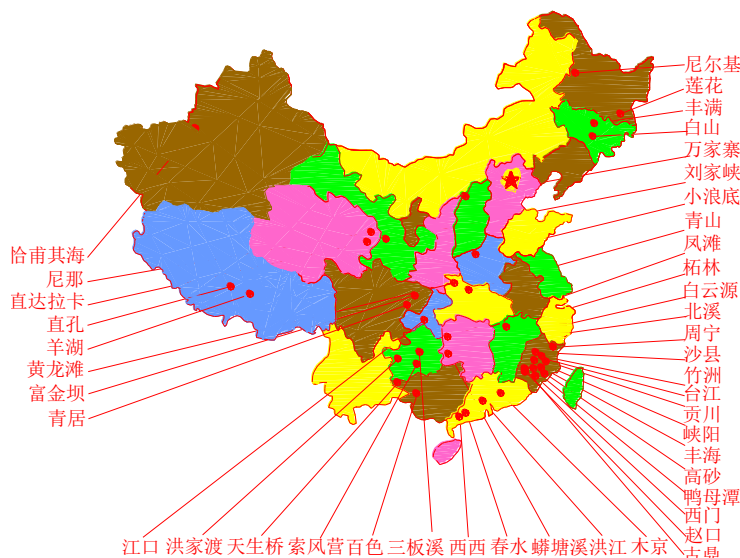 尼尔基
莲花
丰满
白山
万家寨
刘家峡
小浪底
青山
凤滩
柘林
白云源
北溪
周宁
沙县
竹洲
台江
贡川
峡阳
丰海
高砂
鸭母潭
西门
赵口
古鼎
恰甫其海
尼那
直达拉卡
直孔
羊湖
黄龙滩
富金坝
青居
江口 洪家渡 天生桥 索风营 百色 三板溪 西西 春水 蟒塘溪 洪江 木京